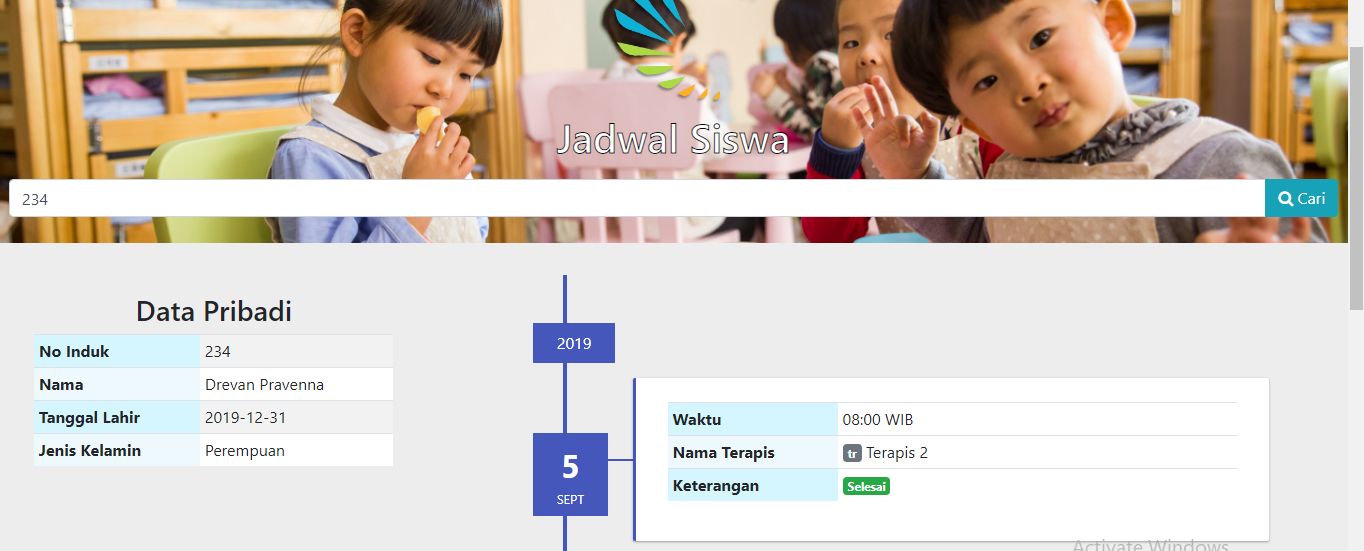 Jadwal Siswa
234
Cari
Data Pribadi
No Induk 234
Nama Drevan Pravenna
Tanggal Lahir 2019-12-31
Jenis Kelamin Perempuan
2019
5
SEPT
Waktu 08:00 WIB
Nama Terapis tr Terapis 2
Keterangan Selesai
Activate Windows